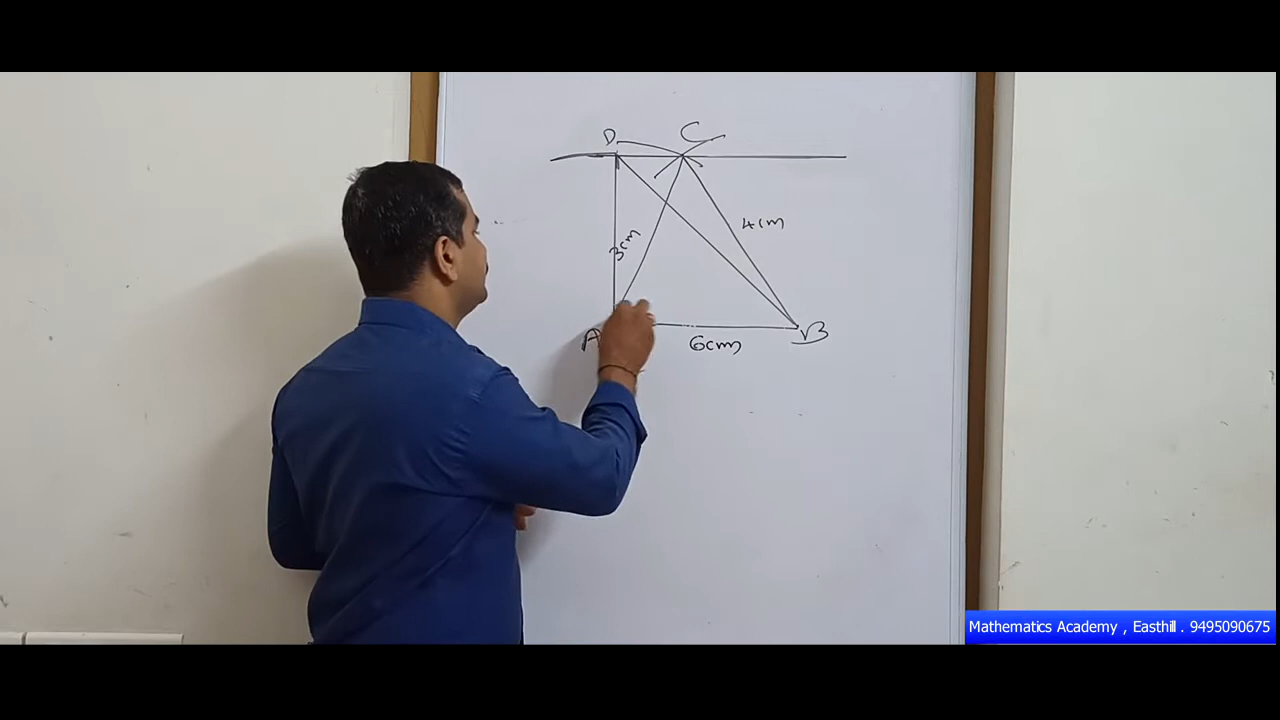 D C
4cm
3cm
A B
6cm
Mathematics Academy , Easthill . 9495090675